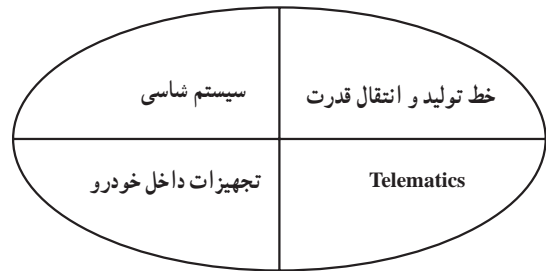 خط تولید و انتقال قدرت
سیستم شاسی
Telematics
تجهیزات داخل خودرو